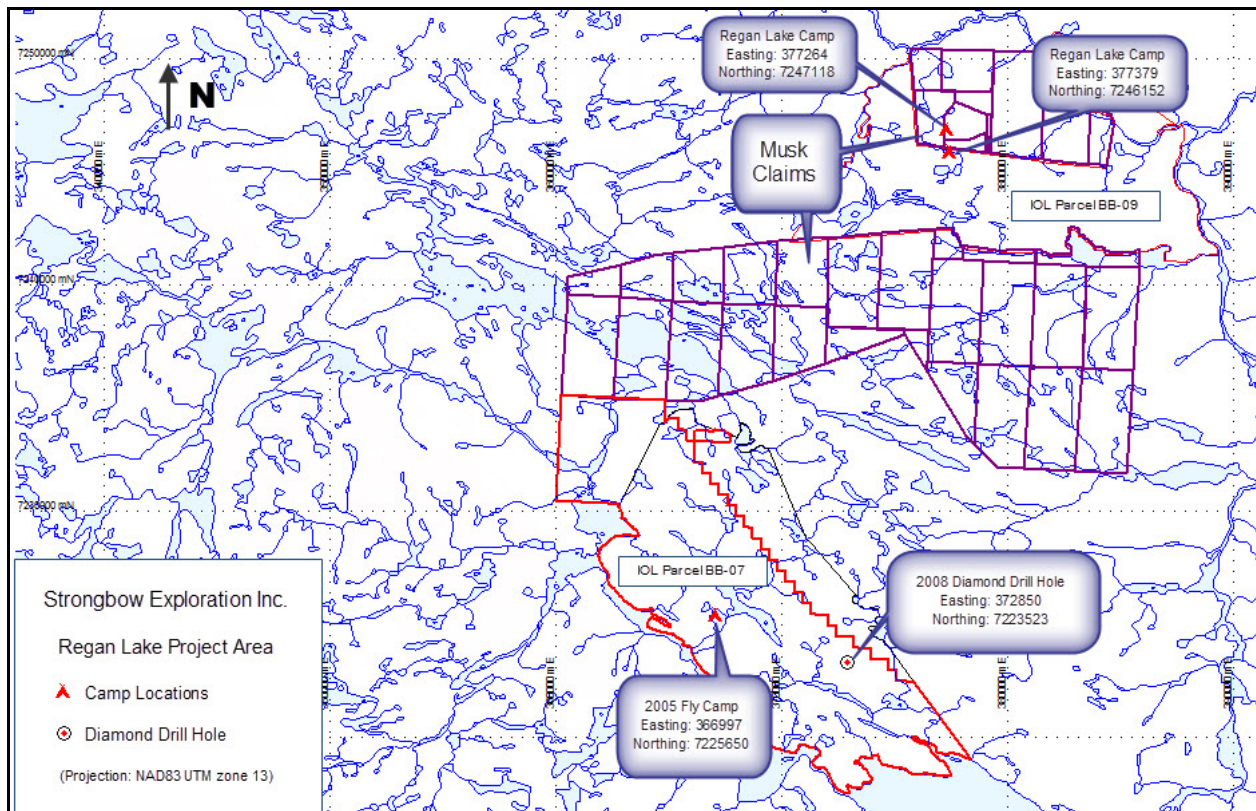 7250000 mN
N
Regan Lake Camp
Easting: 377264
Northing: 7247118
Regan Lake Camp
Easting: 377379
Northing: 7246152
Musk
Claims
IOL Parcel BB-09
7240000 mN
IOL Parcel BB-07
2008 Diamond Drill Hole
Easting: 372850
Northing: 7223523
2005 Fly Camp
Easting: 366997
Northing: 7225650
Strongbow Exploration Inc.
Regan Lake Project Area
Camp Locations
Diamond Drill Hole
(Projection: NAD83 UTM zone 13)